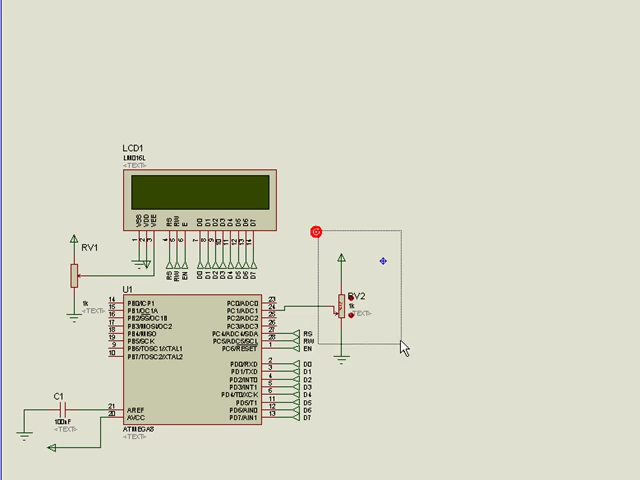 LCD1
LM016L
<TEXT>
VSS VDD VEE RS RW E D0 D1 D2 D3 D4 D5 D6 D7
1 2 3 4 5 6 7 8 9 10 11 12 13 14
RS RW EN D0 D1 D2 D3 D4 D5 D6 D7
RV1
1k
<TEXT>
U1
14 PB0/ICP1 PC0/ADC0 23
15 PB1/OC1A PC1/ADC1 24
16 PB2/SS/OC1B PC2/ADC2 25
17 PB3/MOSI/OC2 PC3/ADC3 26
18 PB4/MISO PC4/ADC4/SDA 27 RS
19 PB5/SCK PC5/ADC5/SCL 28 RW
9 PB6/TOSC1/XTAL1 PC6/RESET 1 EN
10 PB7/TOSC2/XTAL2
PD0/RXD 2 D0
PD1/TXD 3 D1
PD2/INT0 4 D2
PD3/INT1 5 D3
PD4/T0/XCK 6 D4
PD5/T1 11 D5
21 AREF PD6/AIN0 12 D6
20 AVCC PD7/AIN1 13 D7
ATMEGA8
<TEXT>
RV2
1k
<TEXT>
C1
100nF
<TEXT>